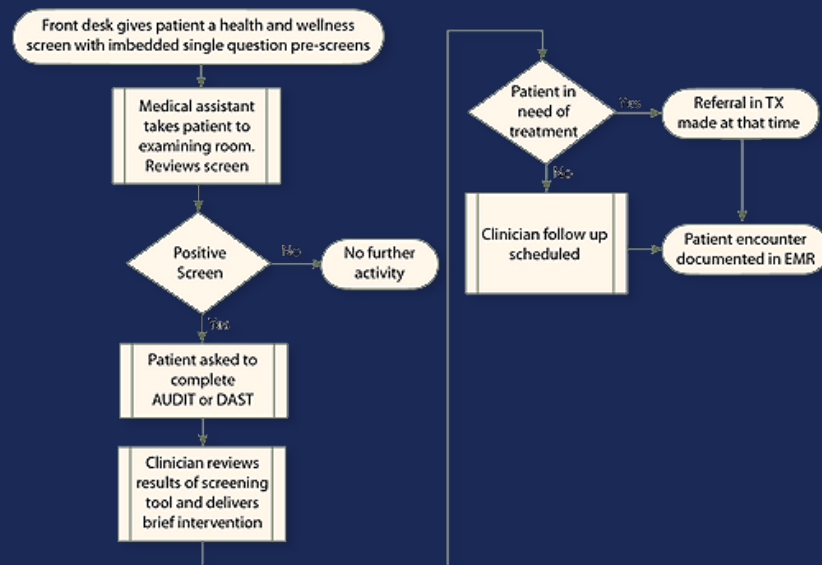 Front desk gives patient a health and wellness
screen with imbedded single question pre-screens
Medical assistant
takes patient to
examining room.
Reviews screen
Positive
Screen
No
No further
activity
Yes
Patient asked to
complete
AUDIT or DAST
Clinician reviews
results of screening
tool and delivers
brief intervention
Patient in
need of
treatment
Yes
Referral in TX
made at that time
No
Clinician follow up
scheduled
Patient encounter
documented in EMR